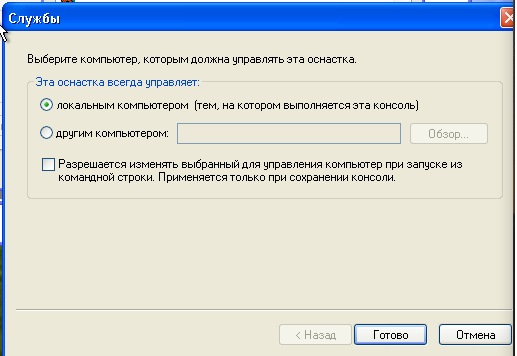 Службы
Выберите компьютер, которым должна управлять эта оснастка.
Эта оснастка всегда управляет:
локальным компьютером (тем, на котором выполняется эта консоль)
другим компьютером:
Обзор...
Разрешается изменять выбранный для управления компьютер при запуске из
командной строки. Применяется только при сохранении консоли.
< Назад
Готово
Отмена